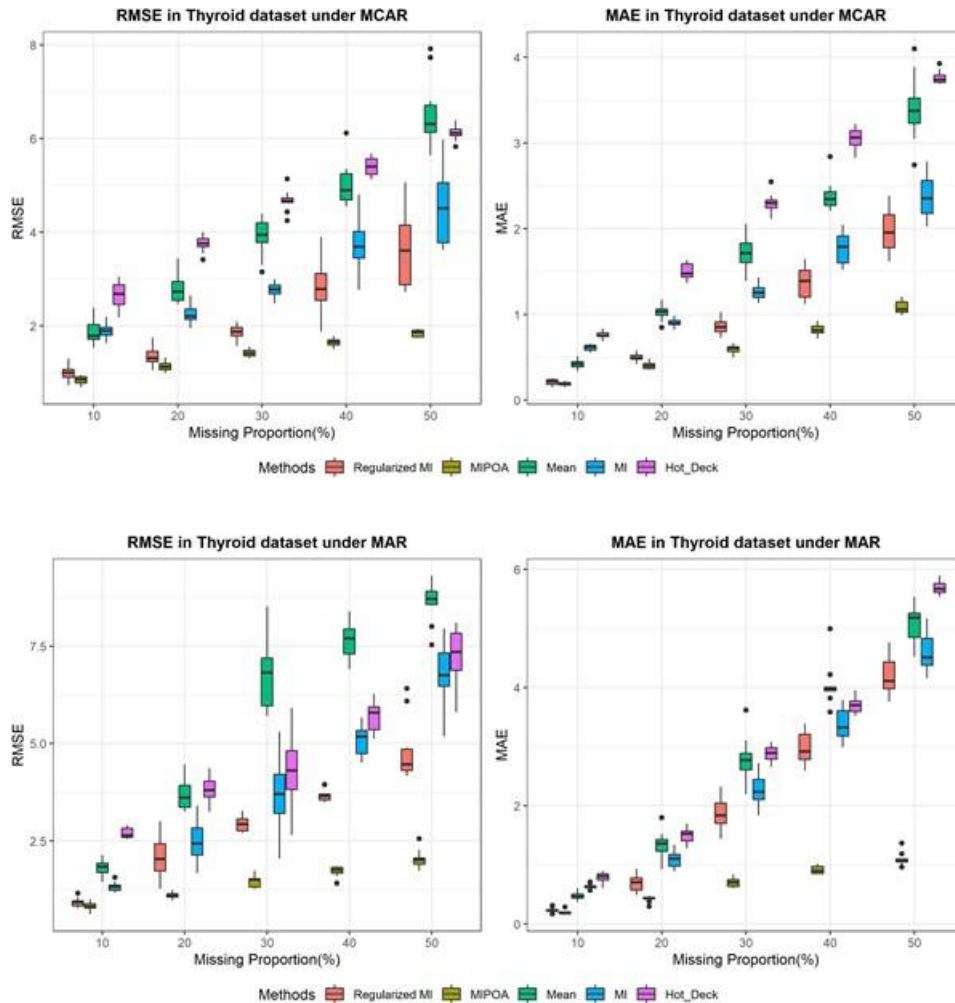 RMSE in Thyroid dataset under MCAR
RMSE
8
6
4
2
10 20 30 40 50
Missing Proportion(%)
MAE in Thyroid dataset under MCAR
MAE
4
3
2
1
0
10 20 30 40 50
Missing Proportion(%)
Methods Regularized MI MIPOA Mean MI Hot_Deck
RMSE in Thyroid dataset under MAR
RMSE
7.5
5.0
2.5
10 20 30 40 50
Missing Proportion(%)
MAE in Thyroid dataset under MAR
MAE
6
4
2
0
10 20 30 40 50
Missing Proportion(%)
Methods Regularized MI MIPOA Mean MI Hot_Deck